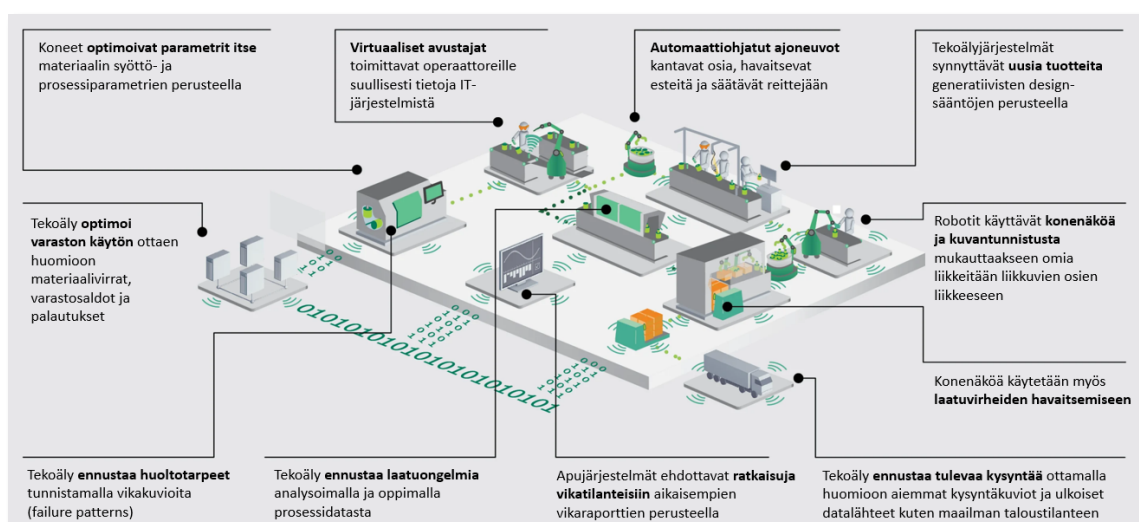 Koneet optimoivat parametrit itse
materiaalin syöttö- ja
prosessiparametrien perusteella
Virtuaaliset avustajat
toimittavat operaattoreille
suullisesti tietoja IT-
järjestelmistä
Automaattiohjatut ajoneuvot
kantavat osia, havaitsevat
esteitä ja säätävät reittejään
Tekoälyjärjestelmät
synnyttävät uusia tuotteita
generatiivisten design-
sääntöjen perusteella
Tekoäly optimoi
varaston käytön ottaen
huomioon
materiaalivirrat,
varastosaldot ja
palautukset
Robotit käyttävät konenäköä
ja kuvantunnistusta
mukauttaakseen omia
liikkeitään liikkuvien osien
liikkeeseen
Konenäköä käytetään myös
laatuvirheiden havaitsemiseen
Tekoäly ennustaa huoltotarpeet
tunnistamalla vikakuvioita
(failure patterns)
Tekoäly ennustaa laatuongelmia
analysoimalla ja oppimalla
prosessidatasta
Apujärjestelmät ehdottavat ratkaisuja
vikatilanteisiin aikaisempien
vikaraporttien perusteella
Tekoäly ennustaa tulevaa kysyntää ottamalla
huomioon aiemmat kysyntäkuviot ja ulkoiset
datalähteet kuten maailman taloustilanteen